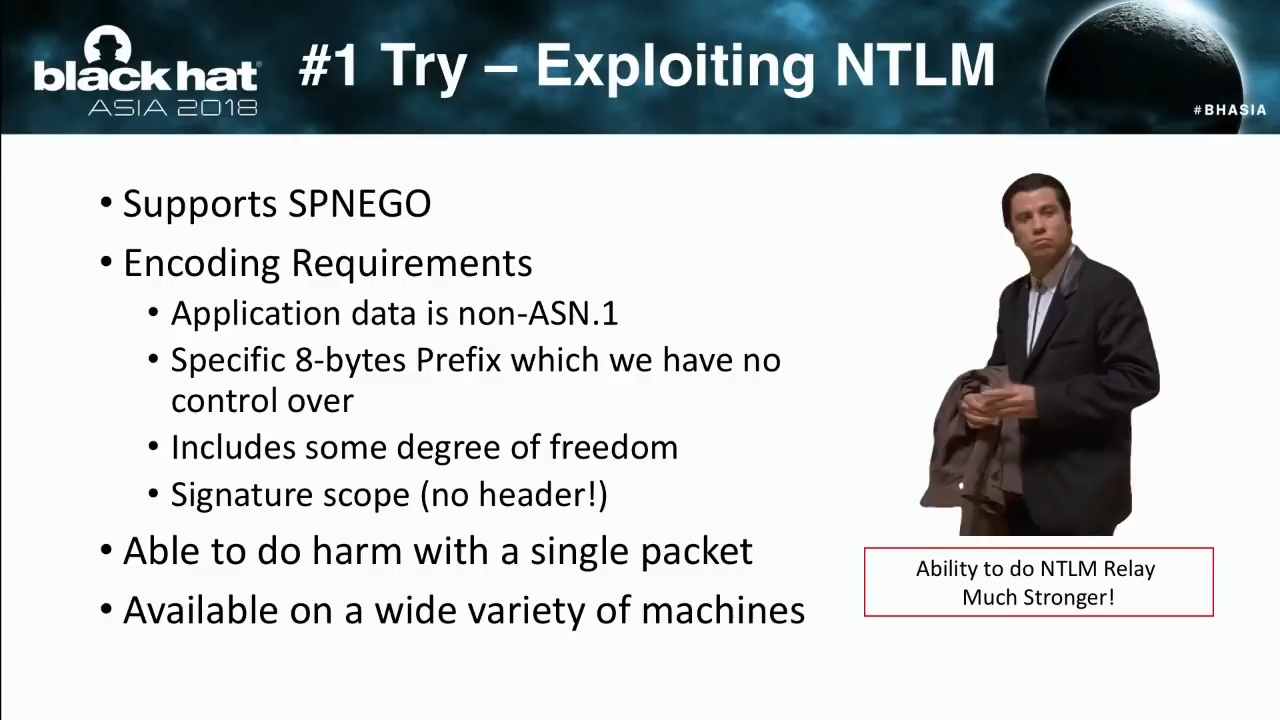 black hat
ASIA 2018
#1 Try – Exploiting NTLM
#BHASIA
• Supports SPNEGO
• Encoding Requirements
• Application data is non-ASN.1
• Specific 8-bytes Prefix which we have no
control over
• Includes some degree of freedom
• Signature scope (no header!)
• Able to do harm with a single packet
• Available on a wide variety of machines
Ability to do NTLM Relay
Much Stronger!